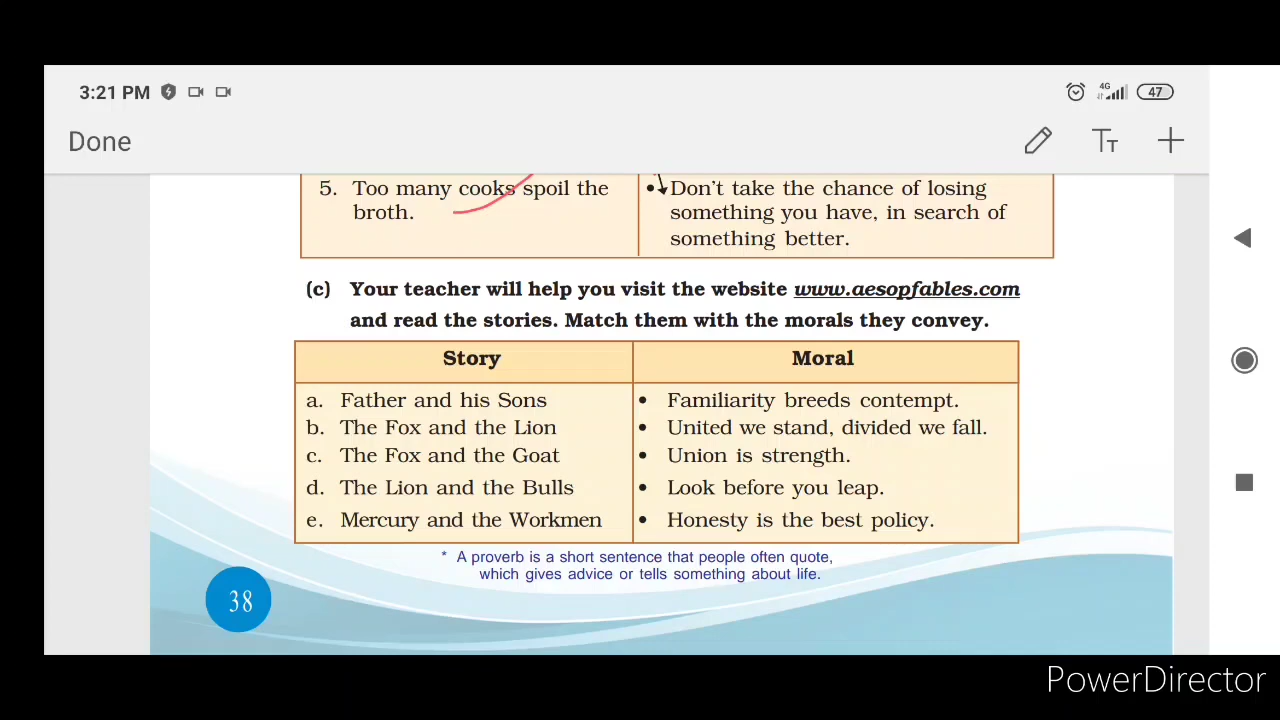 3:21 PM
4G
47
Done
TT
5. Too many cooks spoil the
broth.
• Don't take the chance of losing
something you have, in search of
something better.
(c) Your teacher will help you visit the website www.aesopfables.com
and read the stories. Match them with the morals they convey.
Story
Moral
a. Father and his Sons
• Familiarity breeds contempt.
b. The Fox and the Lion
• United we stand, divided we fall.
c. The Fox and the Goat
• Union is strength.
d. The Lion and the Bulls
• Look before you leap.
e. Mercury and the Workmen
• Honesty is the best policy.
* A proverb is a short sentence that people often quote,
which gives advice or tells something about life.
38
PowerDirector